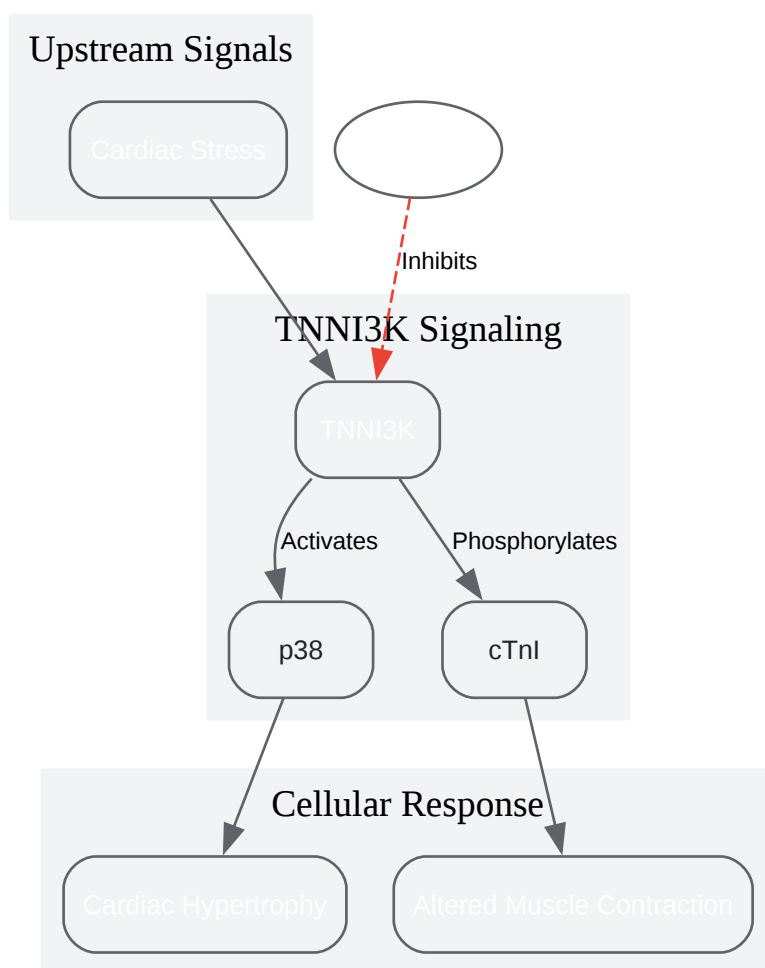 Upstream Signals
Cardiac Stress
Inhibits
TNNI3K Signaling
TNNI3K
Activates
Phosphorylates
p38
cTnI
Cellular Response
Cardiac Hypertrophy
Altered Muscle Contraction